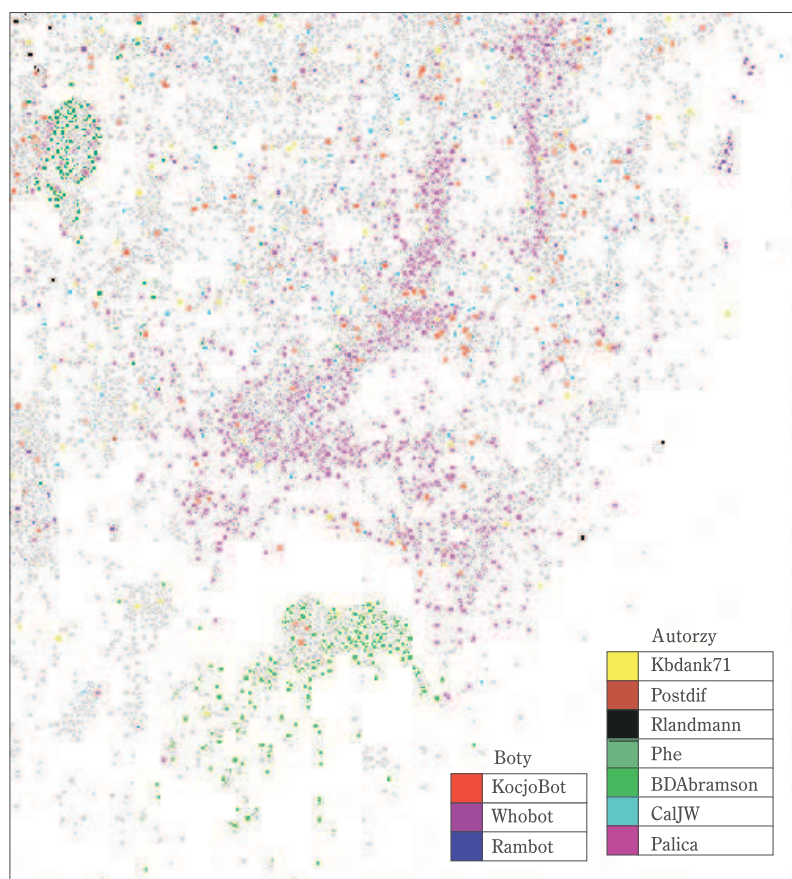 Autorzy
Kbdank71
Postdif
Rlandmann
Phe
BDAbramson
CalJW
Palica
Boty
KocjoBot
Whobot
Rambot